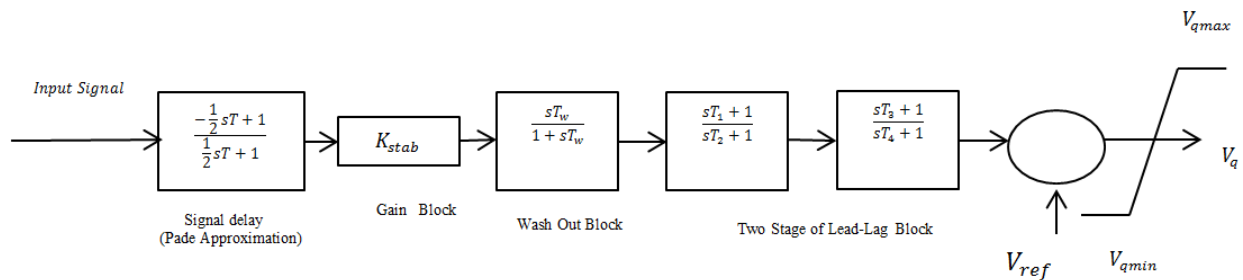 Input Signal
-1/2 sT + 1
1/2 sT + 1
K_stab
sT_w
1 + sT_w
sT_1 + 1
sT_2 + 1
sT_3 + 1
sT_4 + 1
V_qmax
V_q
V_qmin
V_ref
Signal delay
(Pade Approximation)
Gain Block
Wash Out Block
Two Stage of Lead-Lag Block